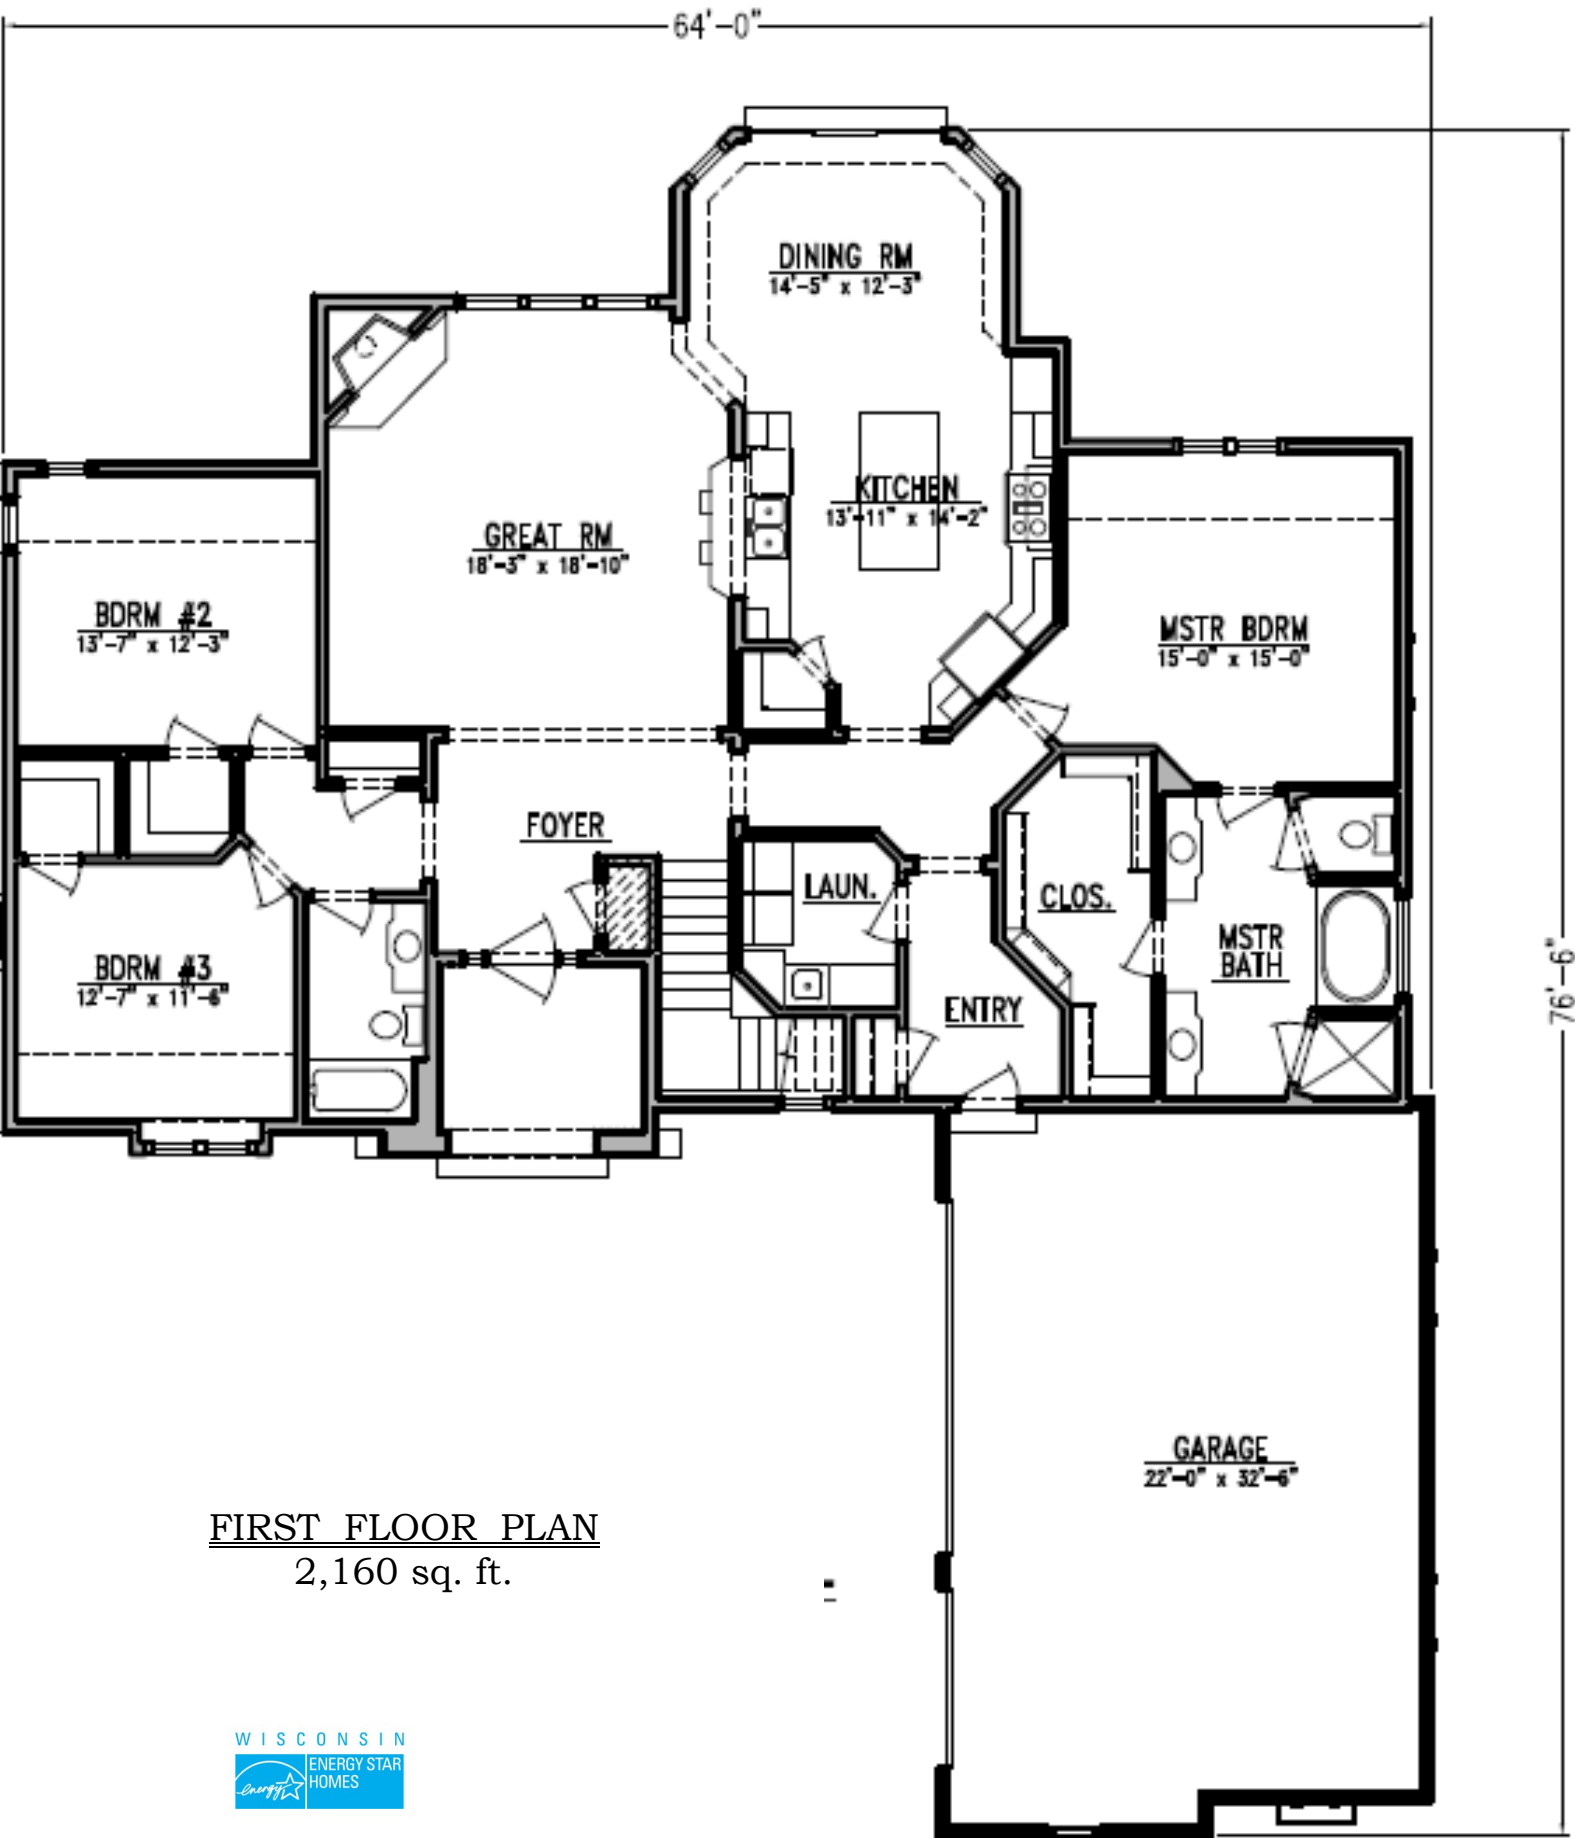 64'-0"
DINING RM
14'-5" x 12'-3"
KITCHEN
13'-11" x 14'-2"
GREAT RM
18'-3" x 18'-10"
BDRM #2
13'-7" x 12'-3"
MSTR BDRM
15'-0" x 15'-0"
FOYER
LAUN.
CLOS.
MSTR
BATH
BDRM #3
12'-7" x 11'-6"
ENTRY
76'-6"
GARAGE
22'-0" x 32'-6"
FIRST FLOOR PLAN
2,160 sq. ft.
WISCONSIN
ENERGY STAR
HOMES
energy